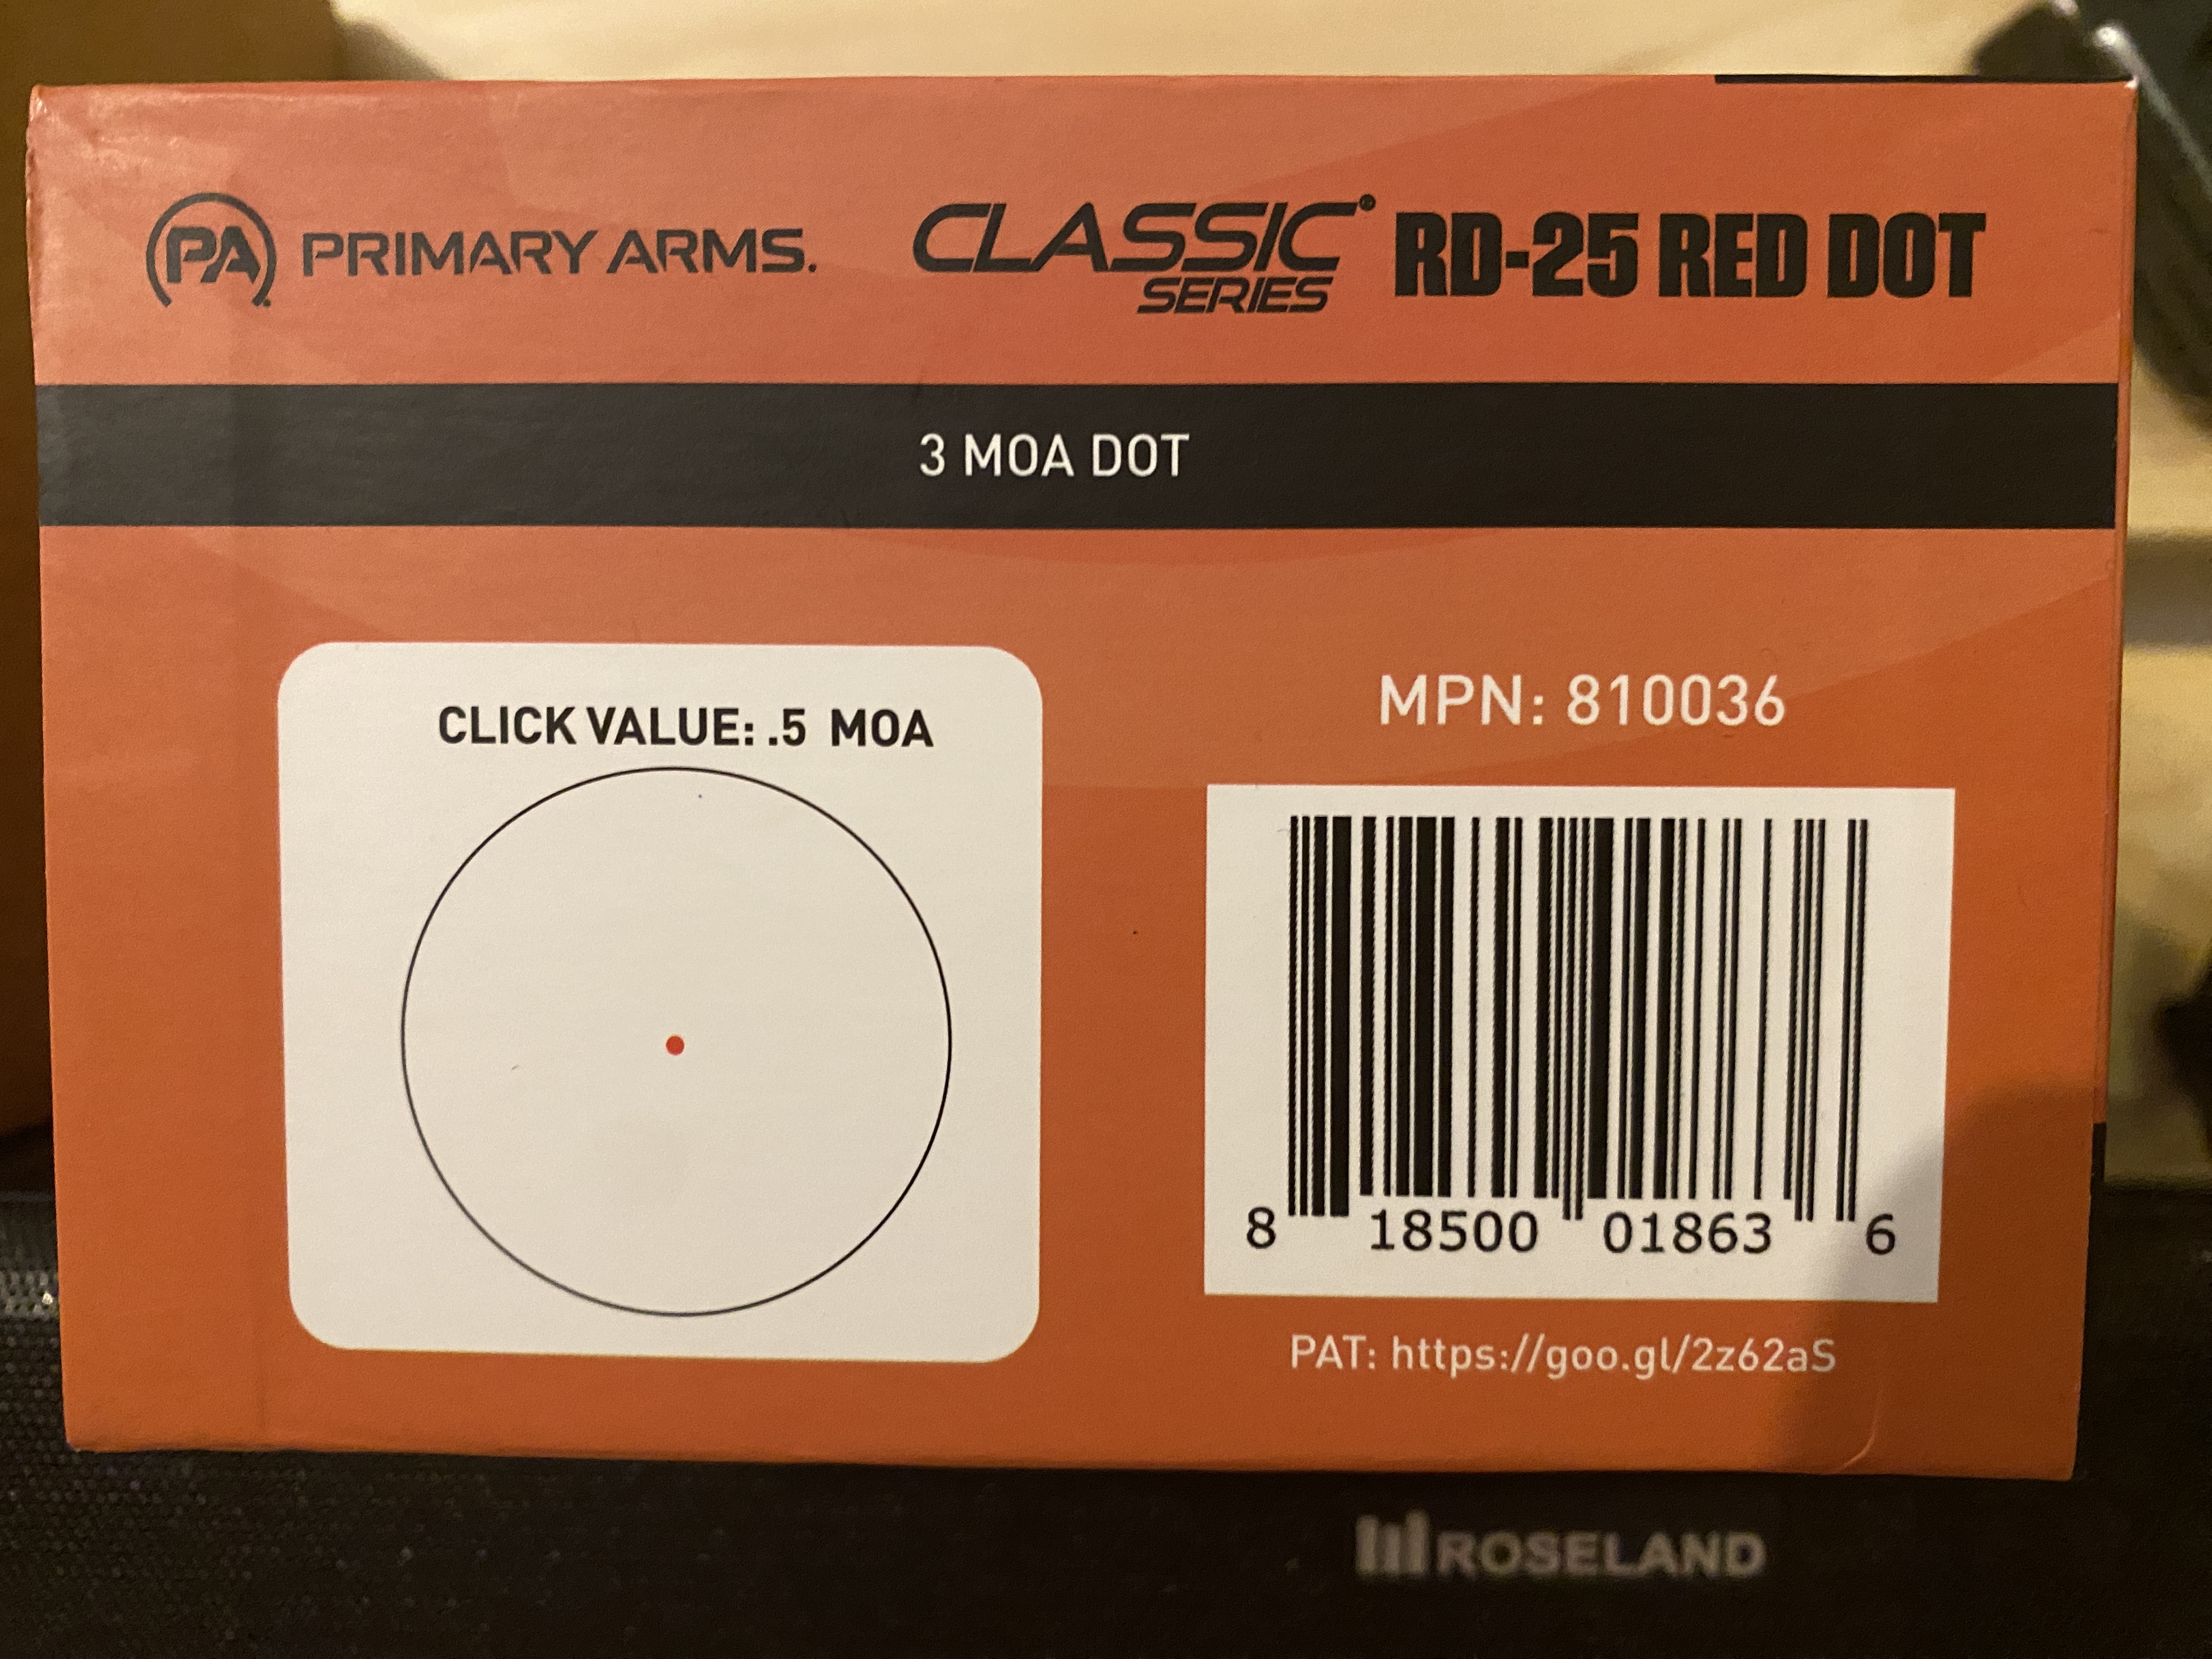 PA PRIMARY ARMS. CLASSIC® SERIES RD-25 RED DOT
3 MOA DOT
CLICK VALUE: .5 MOA
MPN: 810036
8 18500 01863 6
PAT: https://goo.gl/2z62aS
ROSELAND